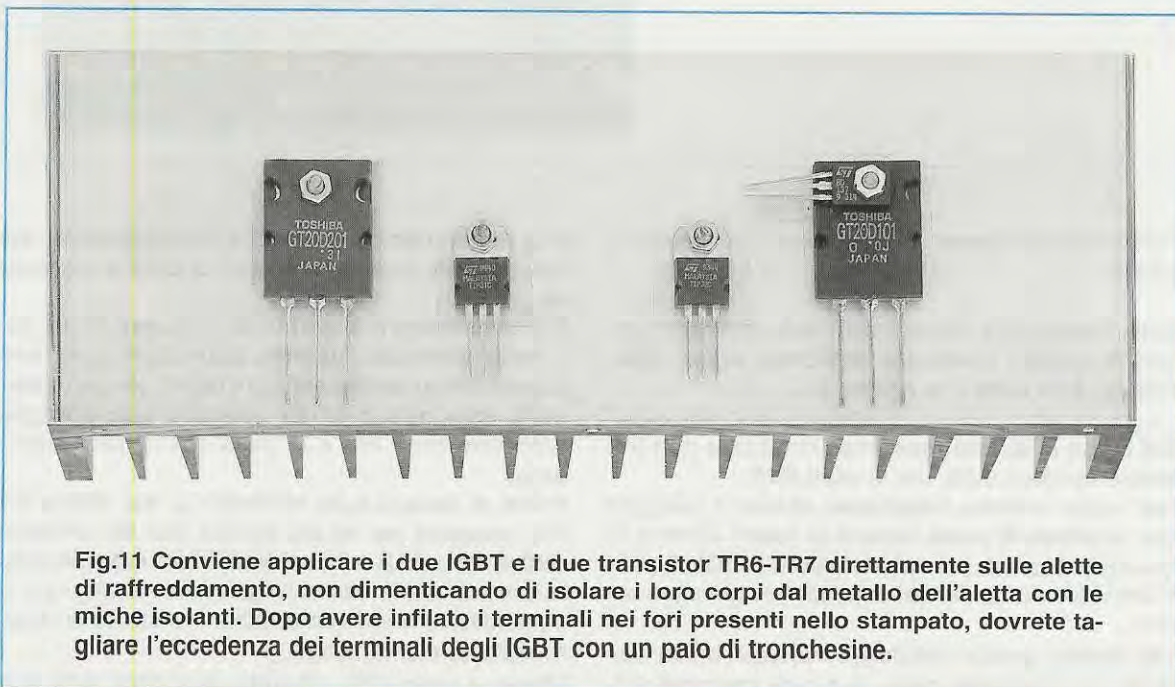 TOSHIBA
GT20D201
JAPAN
MALAYSIA
MALAYSIA
TOSHIBA
GT20D101
JAPAN
Fig.11 Conviene applicare i due IGBT e i due transistor TR6-TR7 direttamente sulle alette
di raffreddamento, non dimenticando di isolare i loro corpi dal metallo dell'aletta con le
miche isolanti. Dopo avere infilato i terminali nei fori presenti nello stampato, dovrete ta-
gliare l'eccedenza dei terminali degli IGBT con un paio di tronchesine.